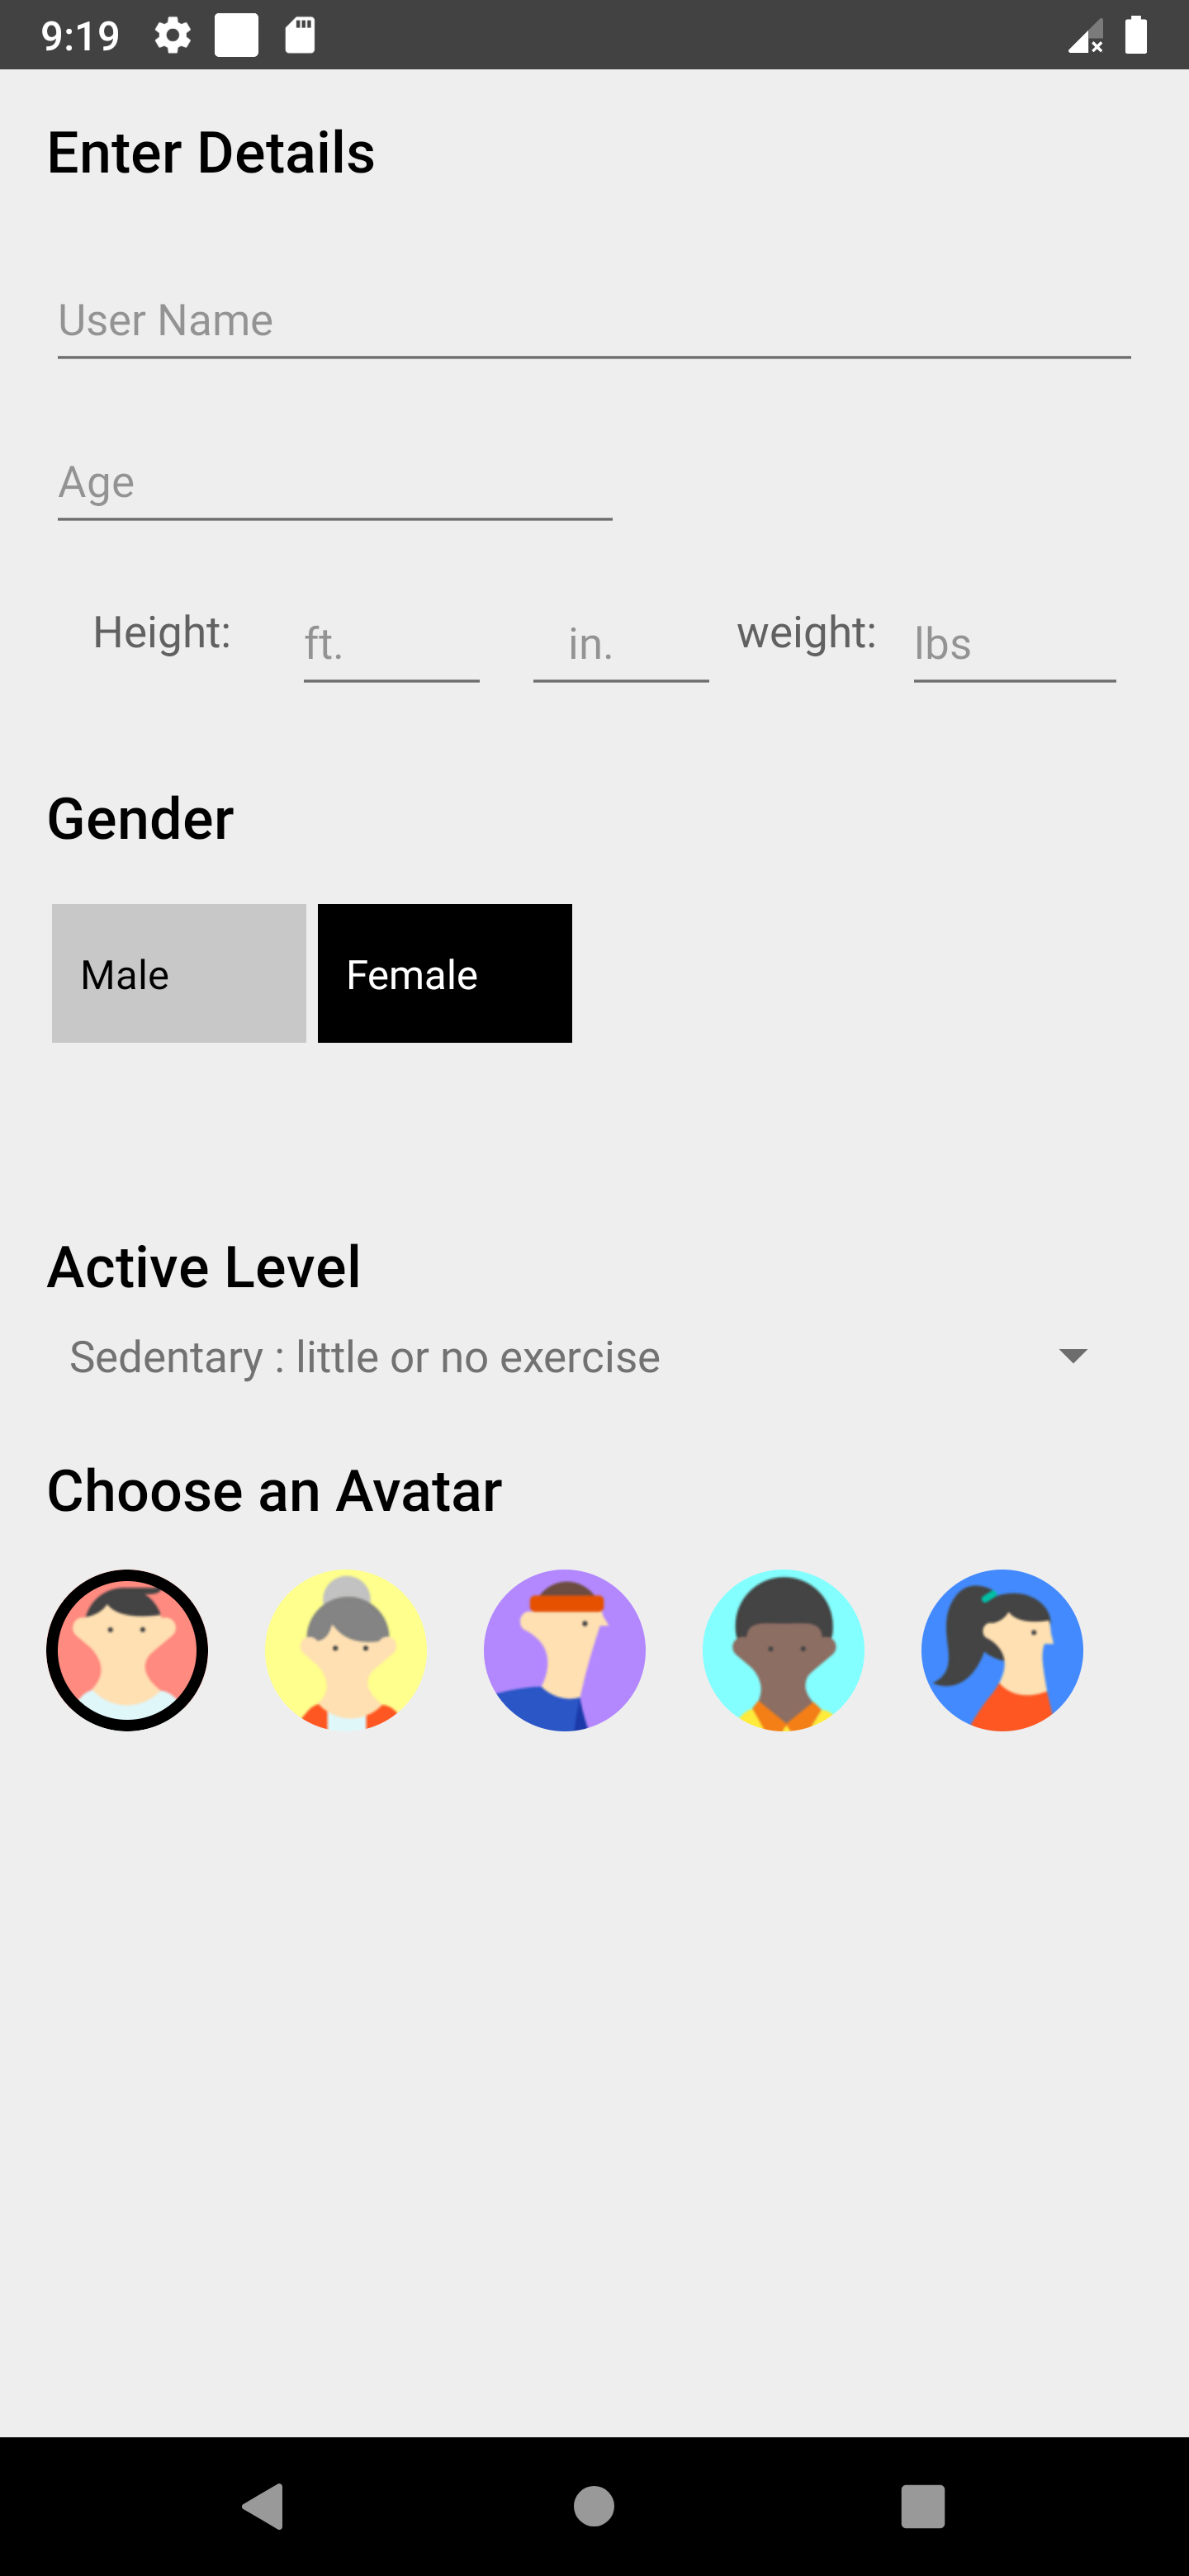 9:19
Enter Details
User Name
Age
Height: ft. in. weight: lbs
Gender
Male Female
Active Level
Sedentary : little or no exercise
Choose an Avatar